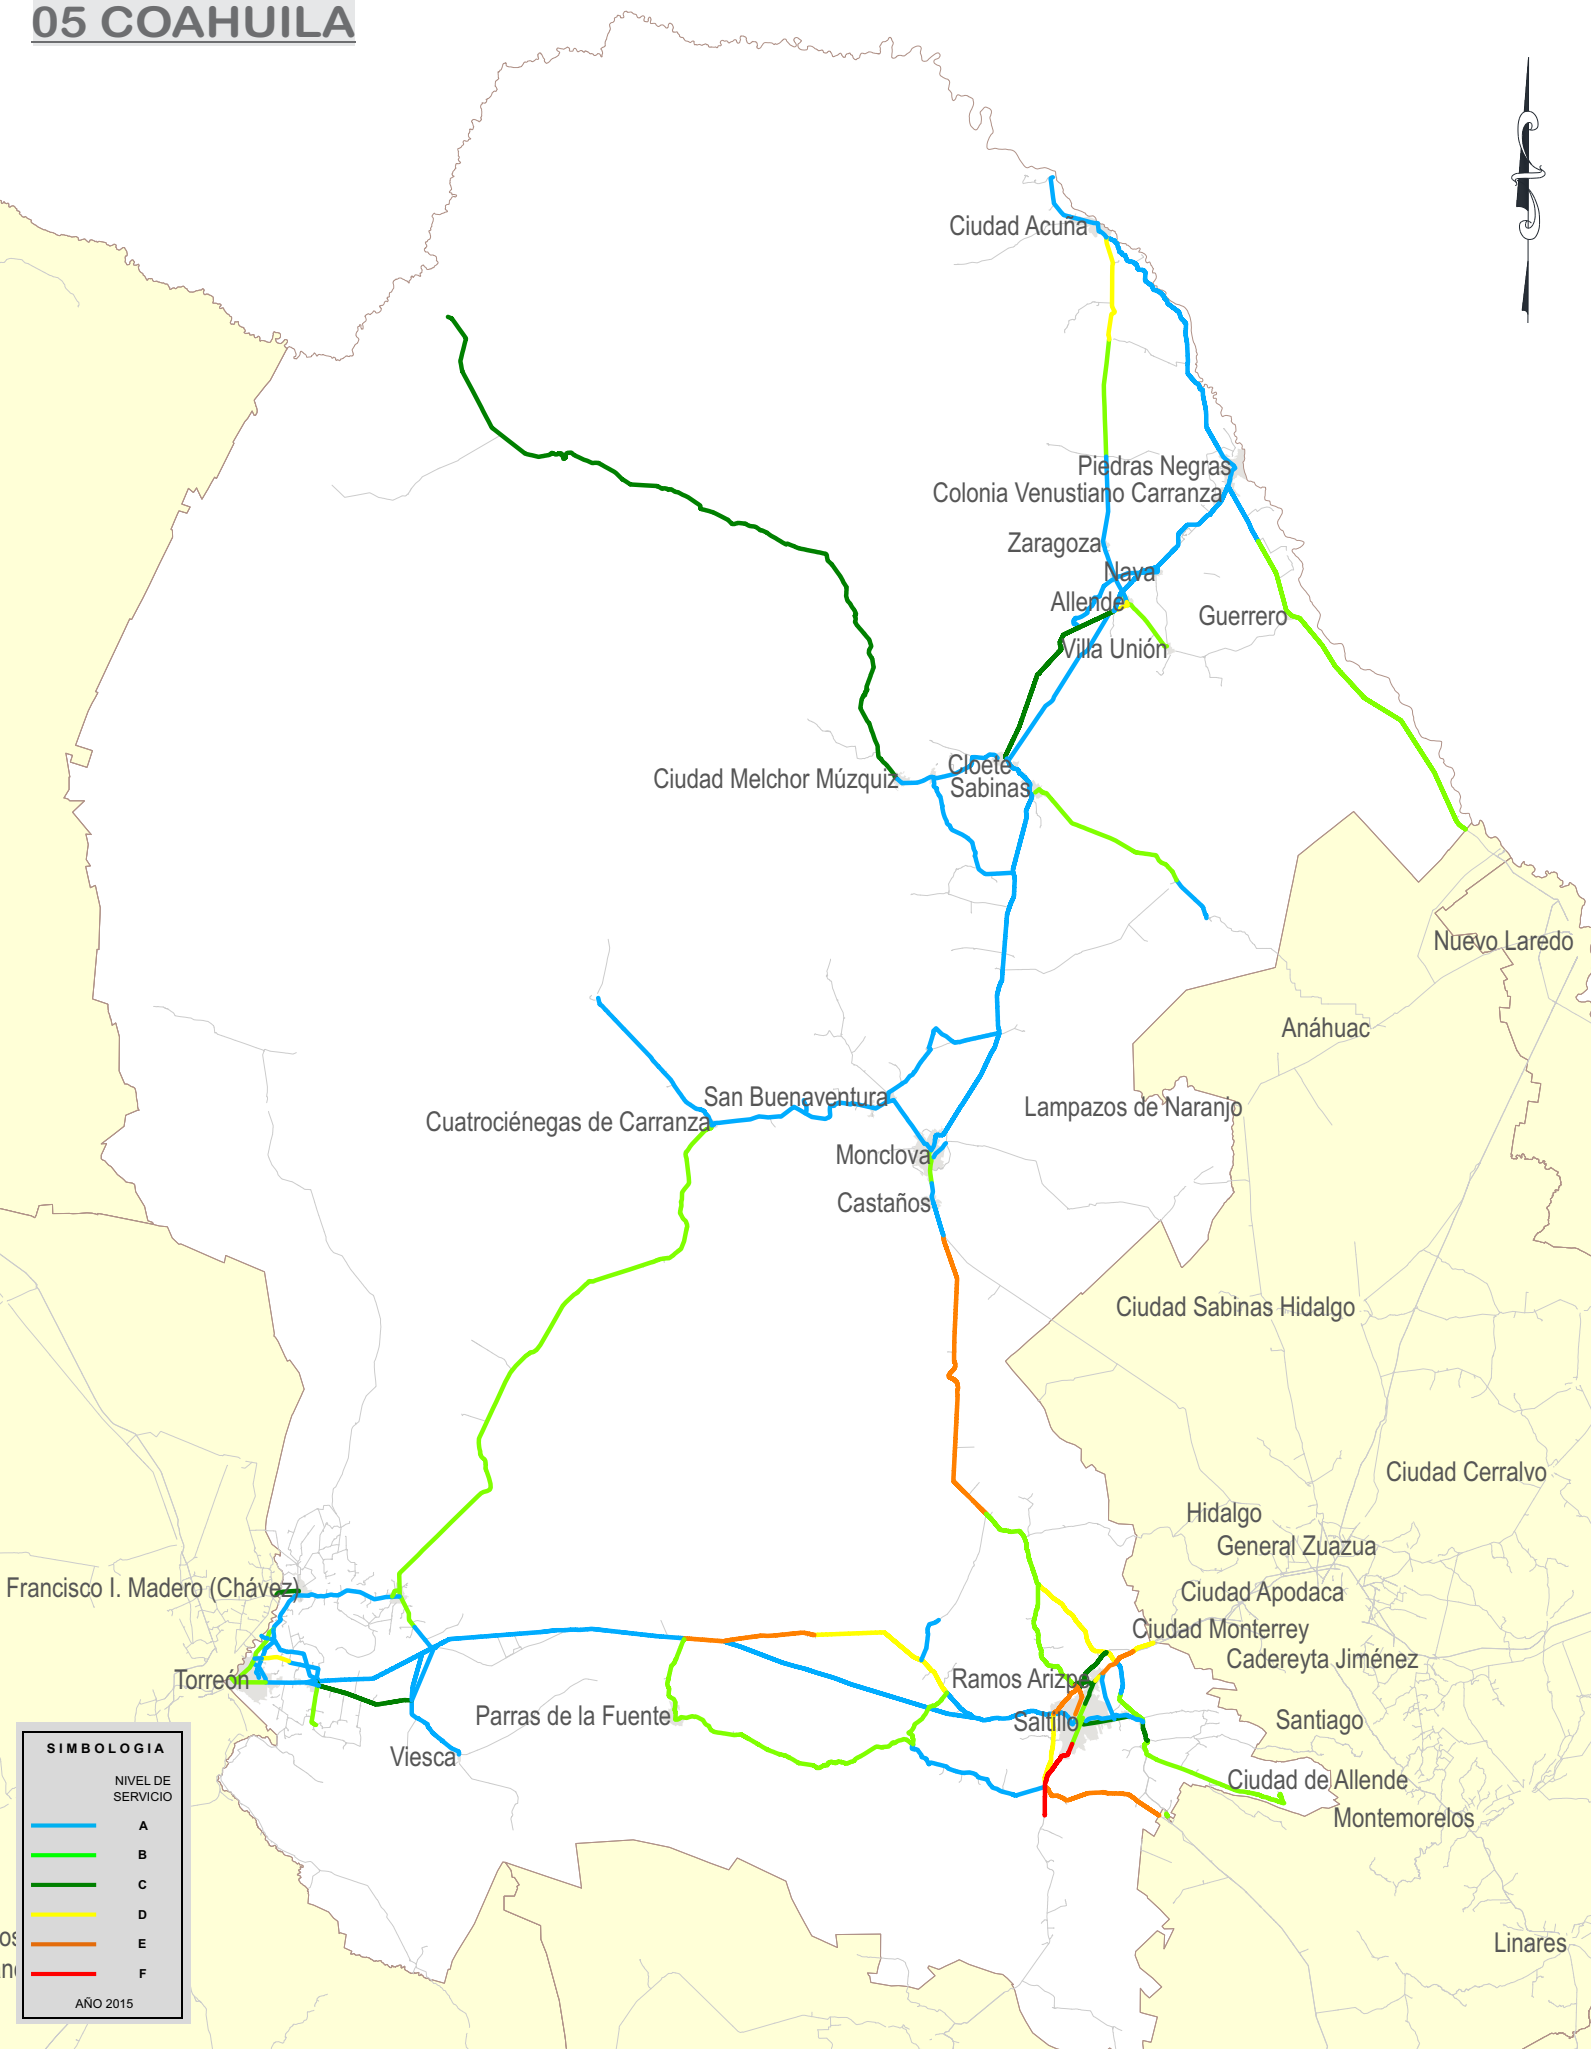 05 COAHUILA
Ciudad Acuña
Piedras Negras
Colonia Venustiano Carranza
Zaragoza
Nava
Allende
Guerrero
Villa Unión
Cloete
Ciudad Melchor Múzquiz
Sabinas
Nuevo Laredo
Anáhuac
San Buenaventura
Lampazos de Naranjo
Cuatrociénegas de Carranza
Monclova
Castaños
Ciudad Sabinas Hidalgo
Ciudad Cerralvo
Hidalgo
General Zuazua
Francisco I. Madero (Chávez)
Ciudad Apodaca
Ciudad Monterrey
Cadereyta Jiménez
Torreón
Ramos Arizpe
Parras de la Fuente
Saltillo
Santiago
Viesca
Ciudad de Allende
Montemorelos
Linares
SIMBOLOGIA
NIVEL DE
SERVICIO
A
B
C
D
E
F
AÑO 2015